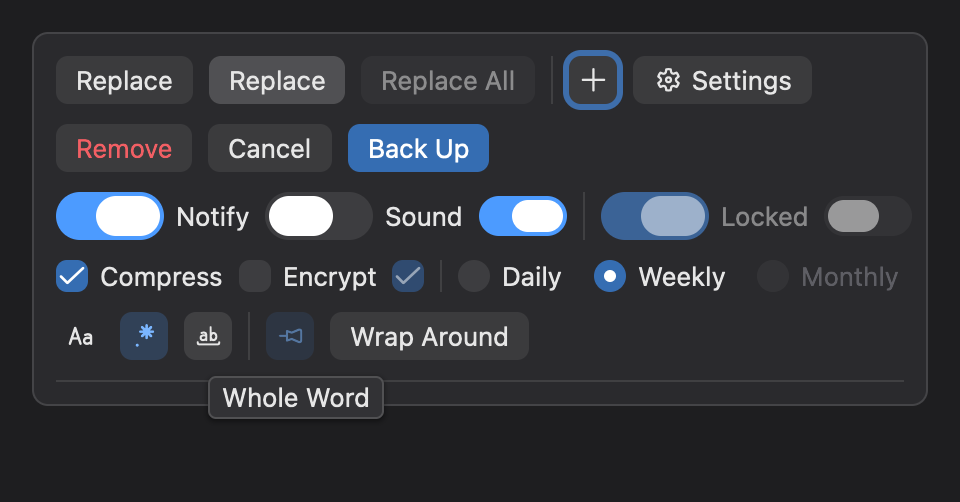 Replace Replace Replace All + Settings
Remove Cancel Back Up
Notify Sound Locked
Compress Encrypt Daily Weekly Monthly
Aa .* ab Wrap Around
Whole Word